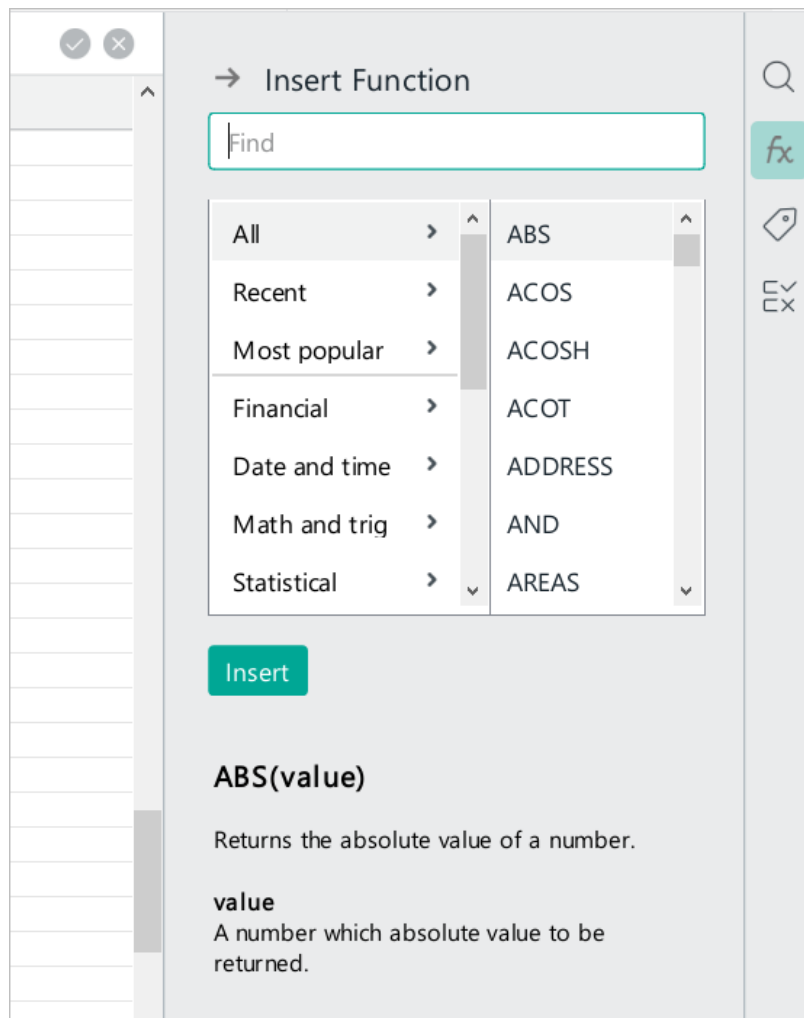 Insert Function
Find
All
Recent
Most popular
Financial
Date and time
Math and trig
Statistical
ABS
ACOS
ACOSH
ACOT
ADDRESS
AND
AREAS
Insert
ABS(value)
Returns the absolute value of a number.
value
A number which absolute value to be
returned.
fx